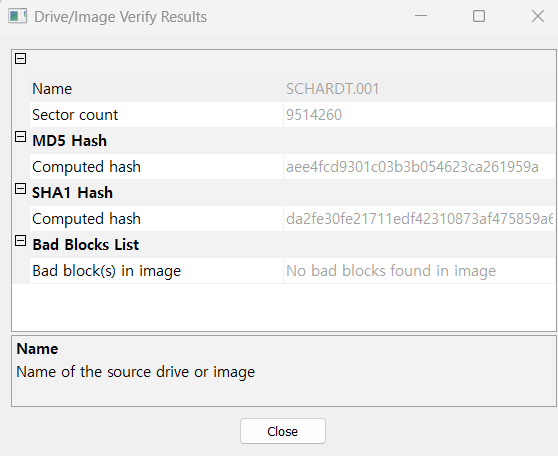 Drive/Image Verify Results
Name SCHARDT.001
Sector count 9514260
MD5 Hash
Computed hash aee4fcd9301c03b3b054623ca261959a
SHA1 Hash
Computed hash da2fe30fe21711edf42310873af475859a6
Bad Blocks List
Bad block(s) in image No bad blocks found in image
Name
Name of the source drive or image
Close